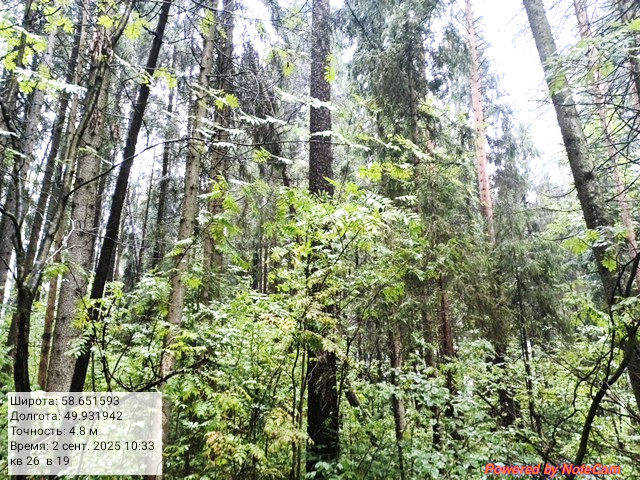 Широта: 58.651593
Долгота: 49.931942
Точность: 4.8 м
Время: 2 сент. 2025 10:33
кв 26 в 19
Powered by NoteCam